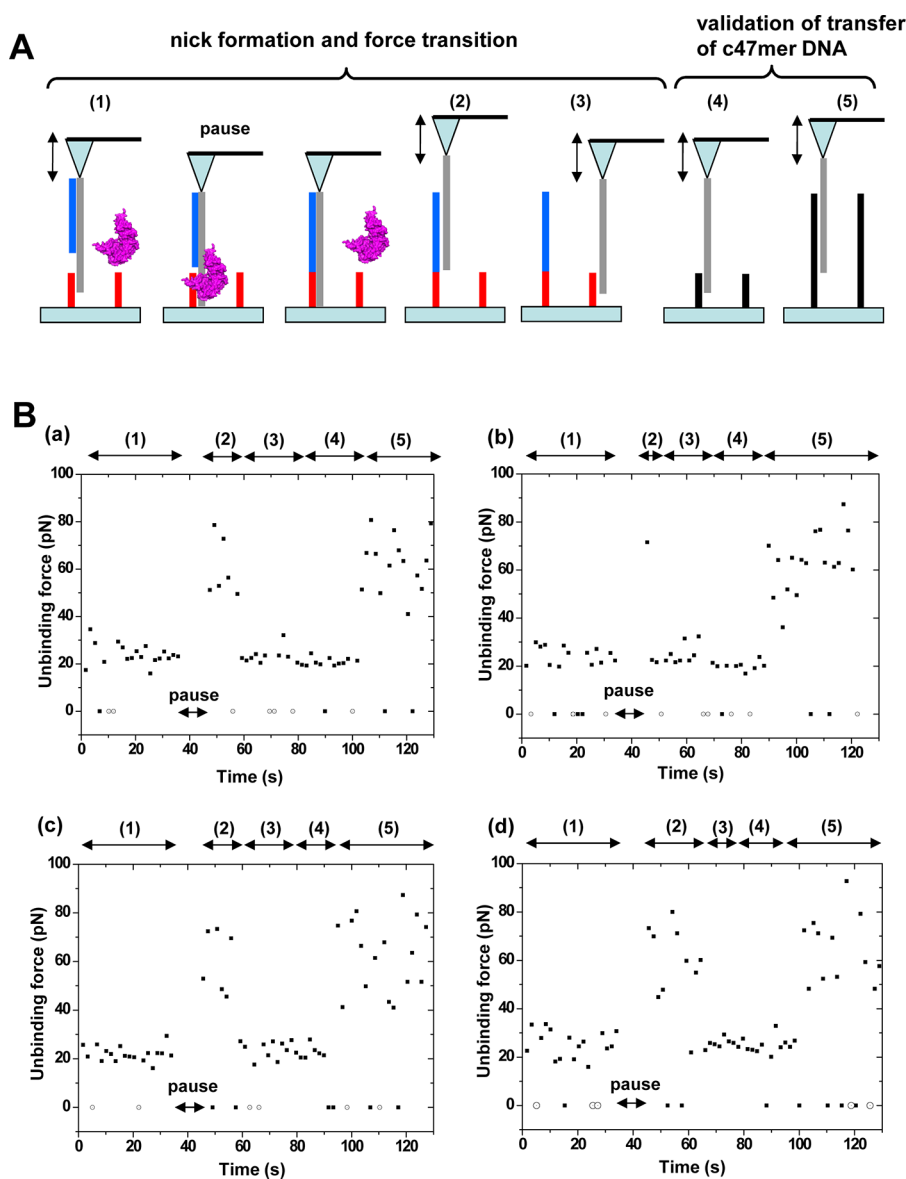 A
nick formation and force transition
validation of transfer
of c47mer DNA
(1)
pause
(2)
(3)
(4)
(5)
B
(a)
(1) (2) (3) (4) (5)
100
80
60
40
20
0
Unbinding force (pN)
pause
0 20 40 60 80 100 120
Time (s)
(b)
(1) (2) (3) (4) (5)
100
80
60
40
20
0
Unbinding force (pN)
pause
0 20 40 60 80 100 120
Time (s)
(c)
(1) (2) (3) (4) (5)
100
80
60
40
20
0
Unbinding force (pN)
pause
0 20 40 60 80 100 120
Time (s)
(d)
(1) (2) (3) (4) (5)
100
80
60
40
20
0
Unbinding force (pN)
pause
0 20 40 60 80 100 120
Time (s)